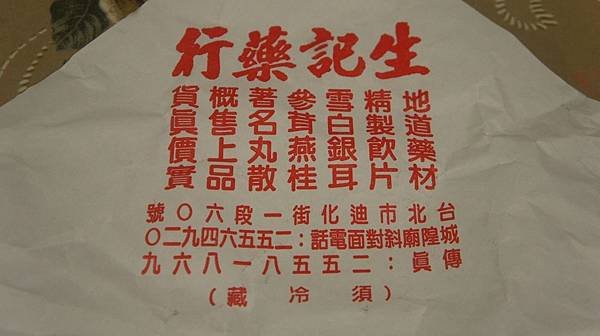 生記藥行
地道藥材
精製飲片
雪白銀耳
參茸燕桂
著名丸散
概售上品
貨眞價實
台北市迪化街一段六〇號
城隍廟斜對面電話：二五五六四九二〇
傳眞：二五五八一八六九
（須冷藏）